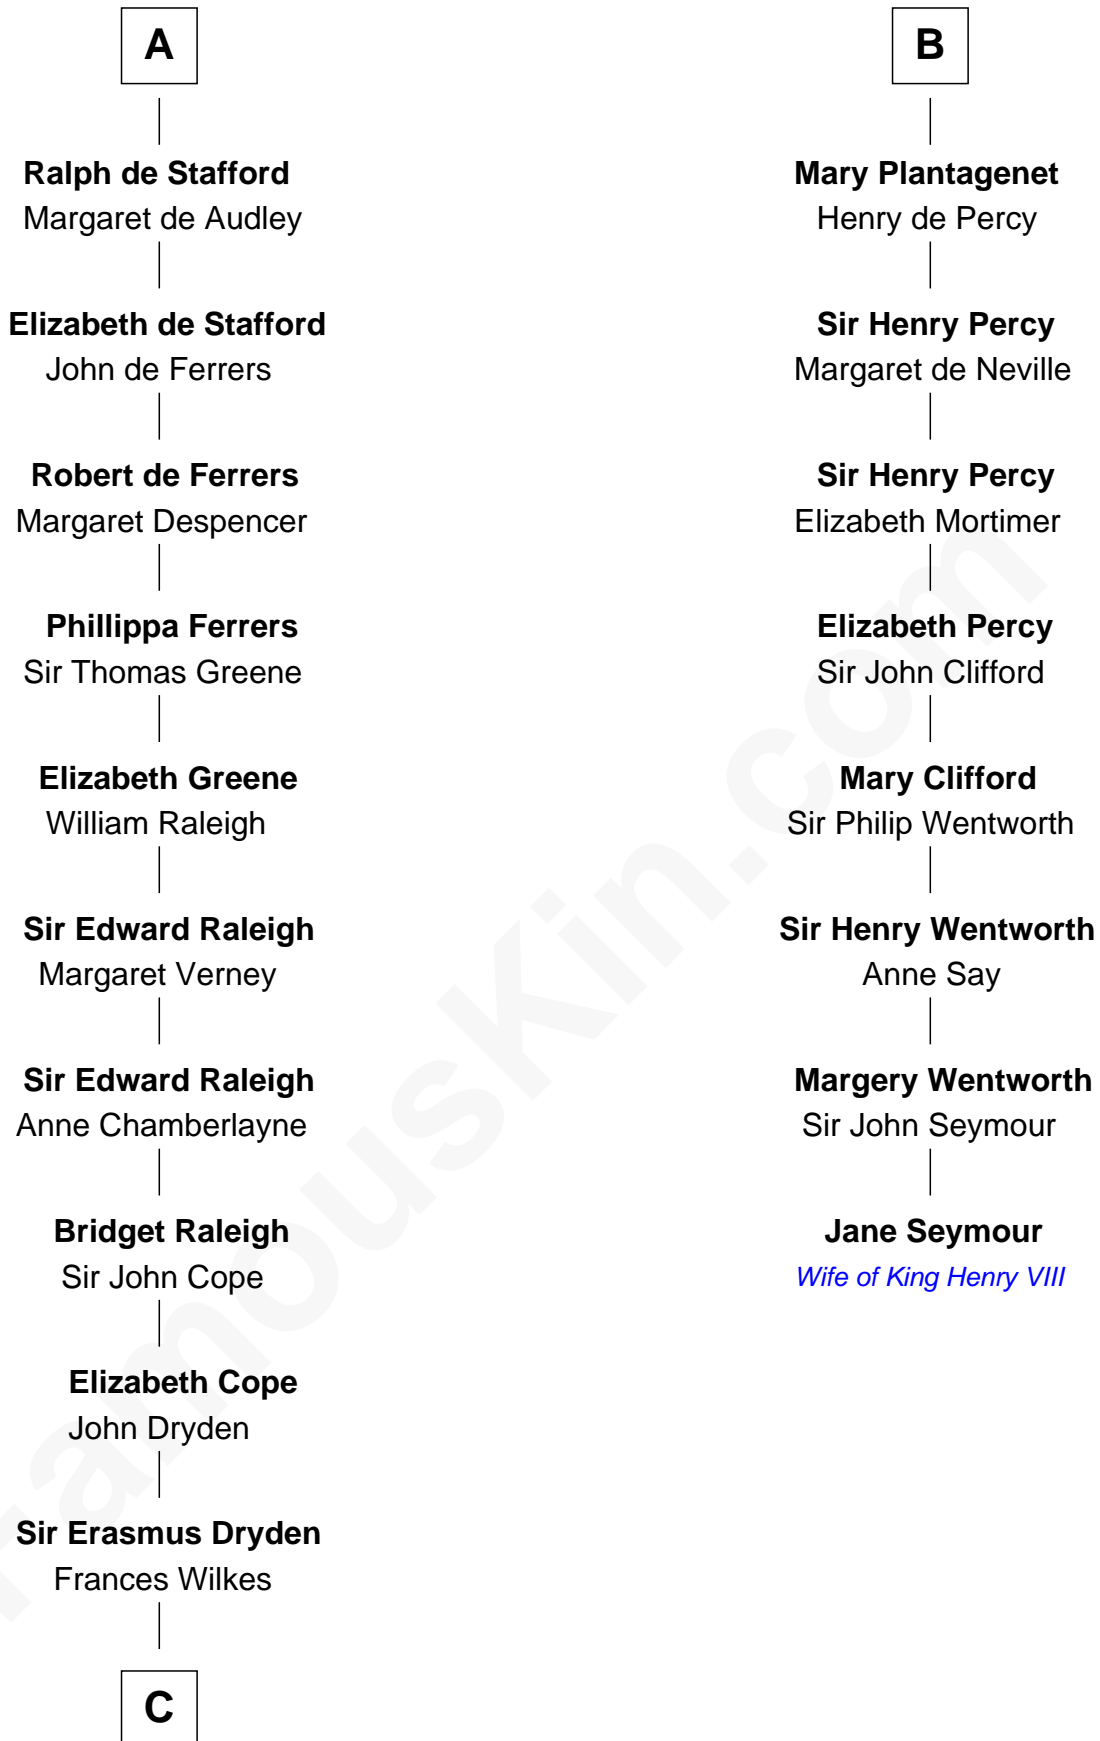 A
Ralph de Stafford
Margaret de Audley
Elizabeth de Stafford
John de Ferrers
Robert de Ferrers
Margaret Despencer
Phillippa Ferrers
Sir Thomas Greene
Elizabeth Greene
William Raleigh
Sir Edward Raleigh
Margaret Verney
Sir Edward Raleigh
Anne Chamberlayne
Bridget Raleigh
Sir John Cope
Elizabeth Cope
John Dryden
Sir Erasmus Dryden
Frances Wilkes
C
B
Mary Plantagenet
Henry de Percy
Sir Henry Percy
Margaret de Neville
Sir Henry Percy
Elizabeth Mortimer
Elizabeth Percy
Sir John Clifford
Mary Clifford
Sir Philip Wentworth
Sir Henry Wentworth
Anne Say
Margery Wentworth
Sir John Seymour
Jane Seymour
Wife of King Henry VIII
FamousKin.com